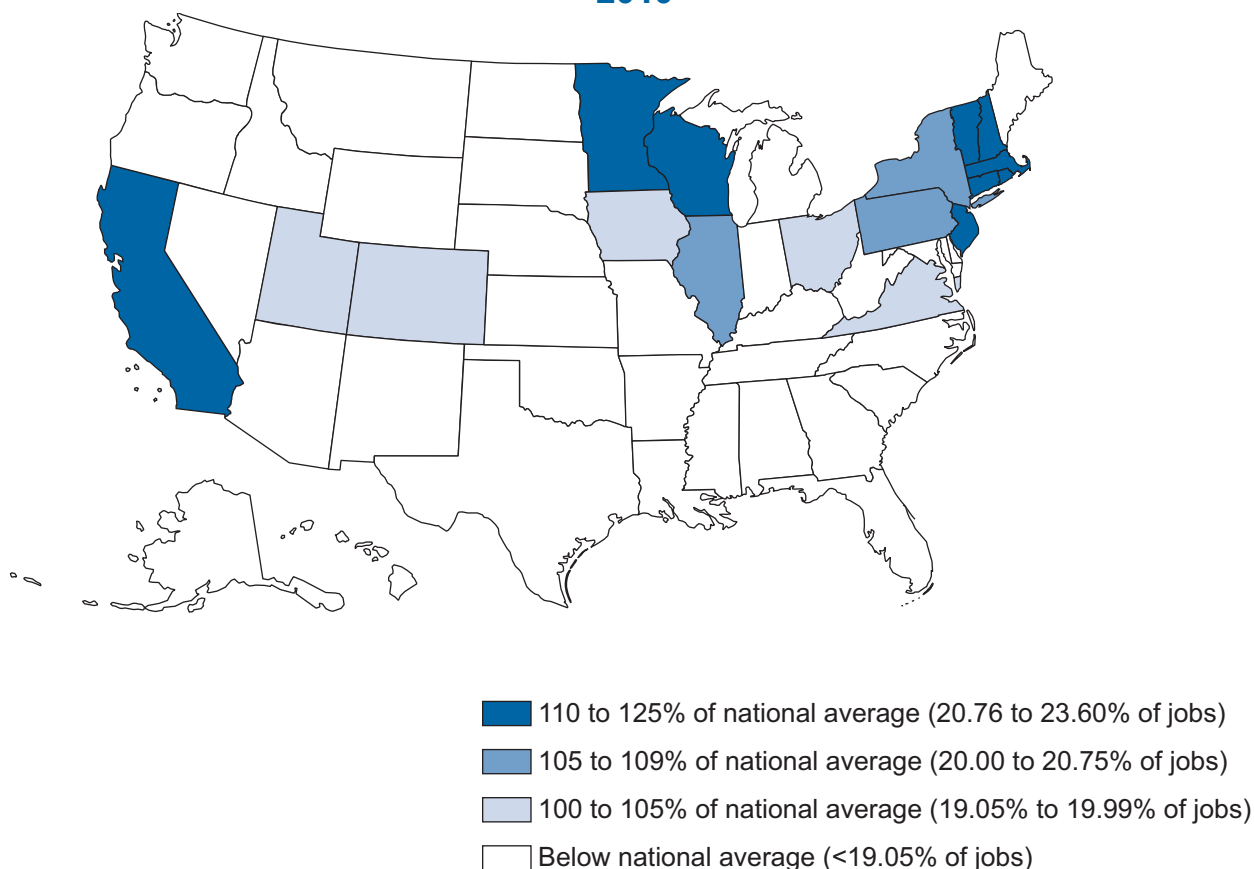 110 to 125% of national average (20.76 to 23.60% of jobs)
105 to 109% of national average (20.00 to 20.75% of jobs)
100 to 105% of national average (19.05% to 19.99% of jobs)
Below national average (<19.05% of jobs)